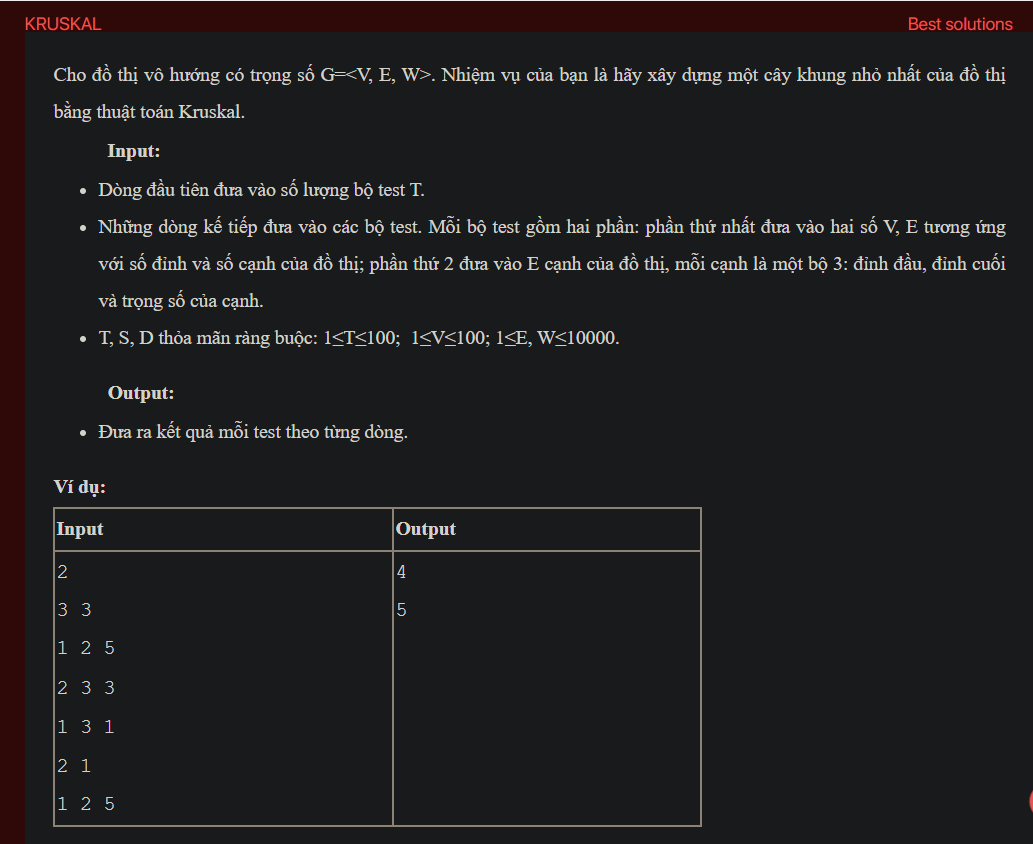 KRUSKAL
Best solutions
Cho đồ thị vô hướng có trọng số G=<V, E, W>. Nhiệm vụ của bạn là hãy xây dựng một cây khung nhỏ nhất của đồ thị
bằng thuật toán Kruskal.
Input:
• Dòng đầu tiên đưa vào số lượng bộ test T.
• Những dòng kế tiếp đưa vào các bộ test. Mỗi bộ test gồm hai phần: phần thứ nhất đưa vào hai số V, E tương ứng
với số đỉnh và số cạnh của đồ thị; phần thứ 2 đưa vào E cạnh của đồ thị, mỗi cạnh là một bộ 3: đỉnh đầu, đỉnh cuối
và trọng số của cạnh.
• T, S, D thỏa mãn ràng buộc: 1≤T≤100; 1≤V≤100; 1≤E, W≤10000.
Output:
• Đưa ra kết quả mỗi test theo từng dòng.
Ví dụ:
Input Output
2 4
3 3 5
1 2 5
2 3 3
1 3 1
2 1
1 2 5